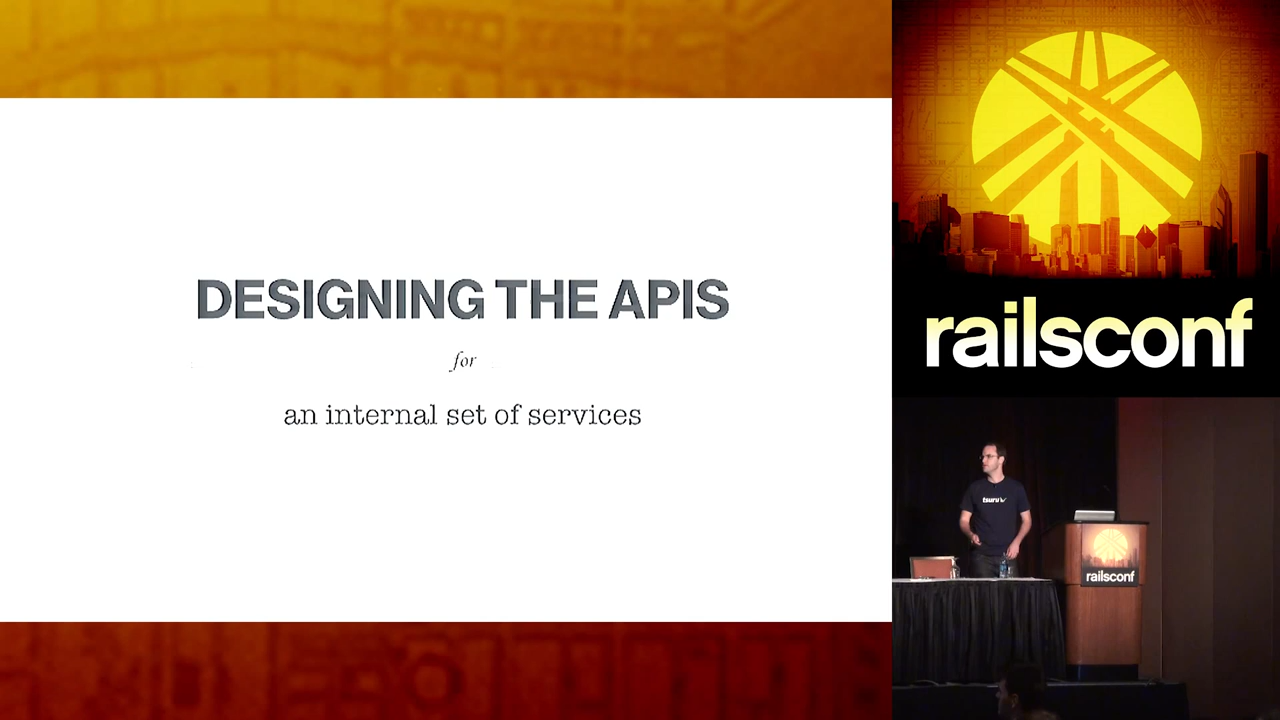 DESIGNING THE APIS
for
an internal set of services
railsconf
tsuru
railsconf